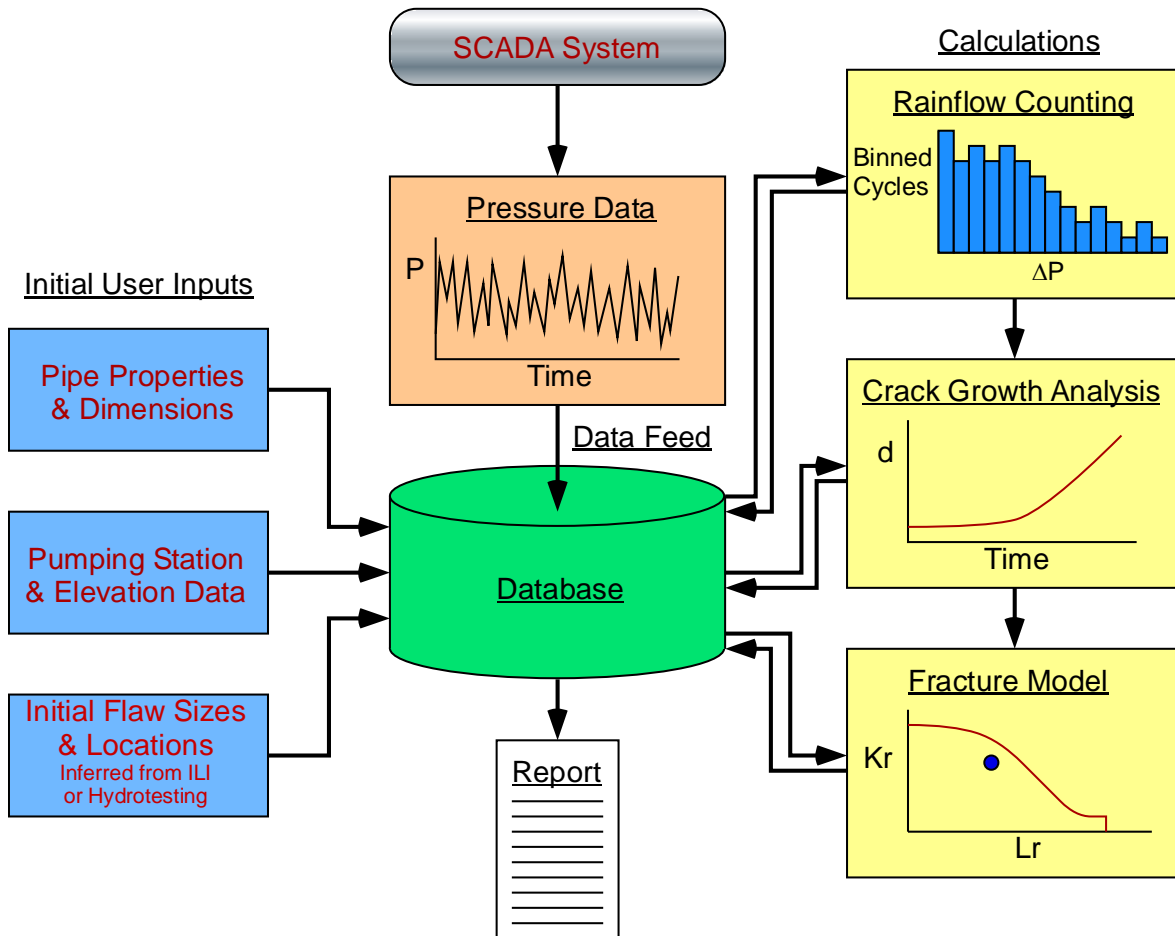 SCADA System
Pressure Data
P
Time
Data Feed
Initial User Inputs
Pipe Properties
& Dimensions
Pumping Station
& Elevation Data
Initial Flaw Sizes
& Locations
Inferred from ILI
or Hydrotesting
Database
Report
Calculations
Rainflow Counting
Binned
Cycles
ΔP
Crack Growth Analysis
d
Time
Fracture Model
Kr
Lr